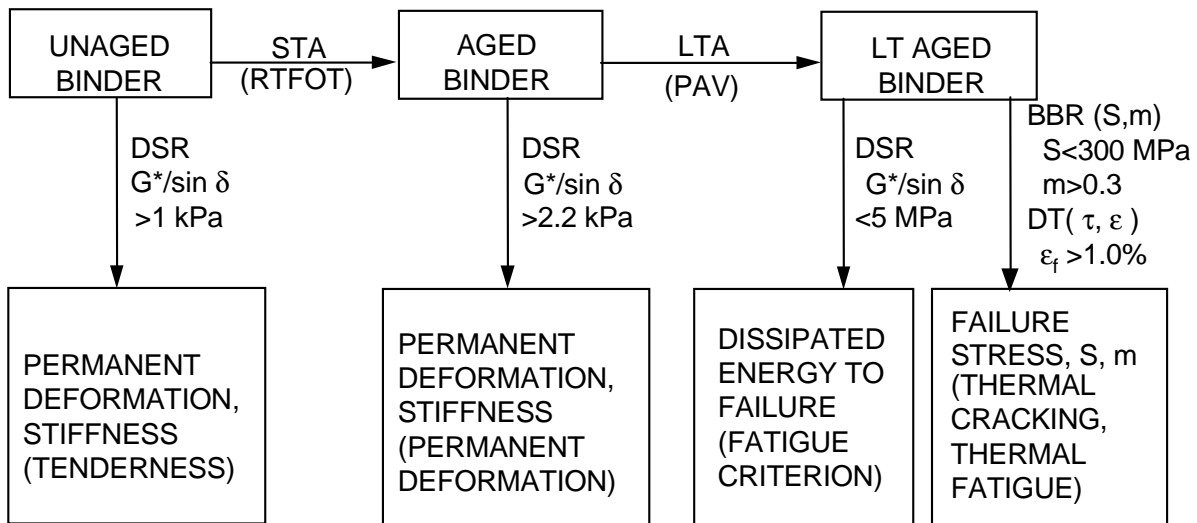 UNAGED
BINDER
STA
(RTFOT)
AGED
BINDER
LTA
(PAV)
LT AGED
BINDER
DSR
G*/sin δ
>1 kPa
DSR
G*/sin δ
>2.2 kPa
DSR
G*/sin δ
<5 MPa
BBR (S,m)
S<300 MPa
m>0.3
DT( τ, ε )
εf >1.0%
PERMANENT
DEFORMATION,
STIFFNESS
(TENDERNESS)
PERMANENT
DEFORMATION,
STIFFNESS
(PERMANENT
DEFORMATION)
DISSIPATED
ENERGY TO
FAILURE
(FATIGUE
CRITERION)
FAILURE
STRESS, S, m
(THERMAL
CRACKING,
THERMAL
FATIGUE)